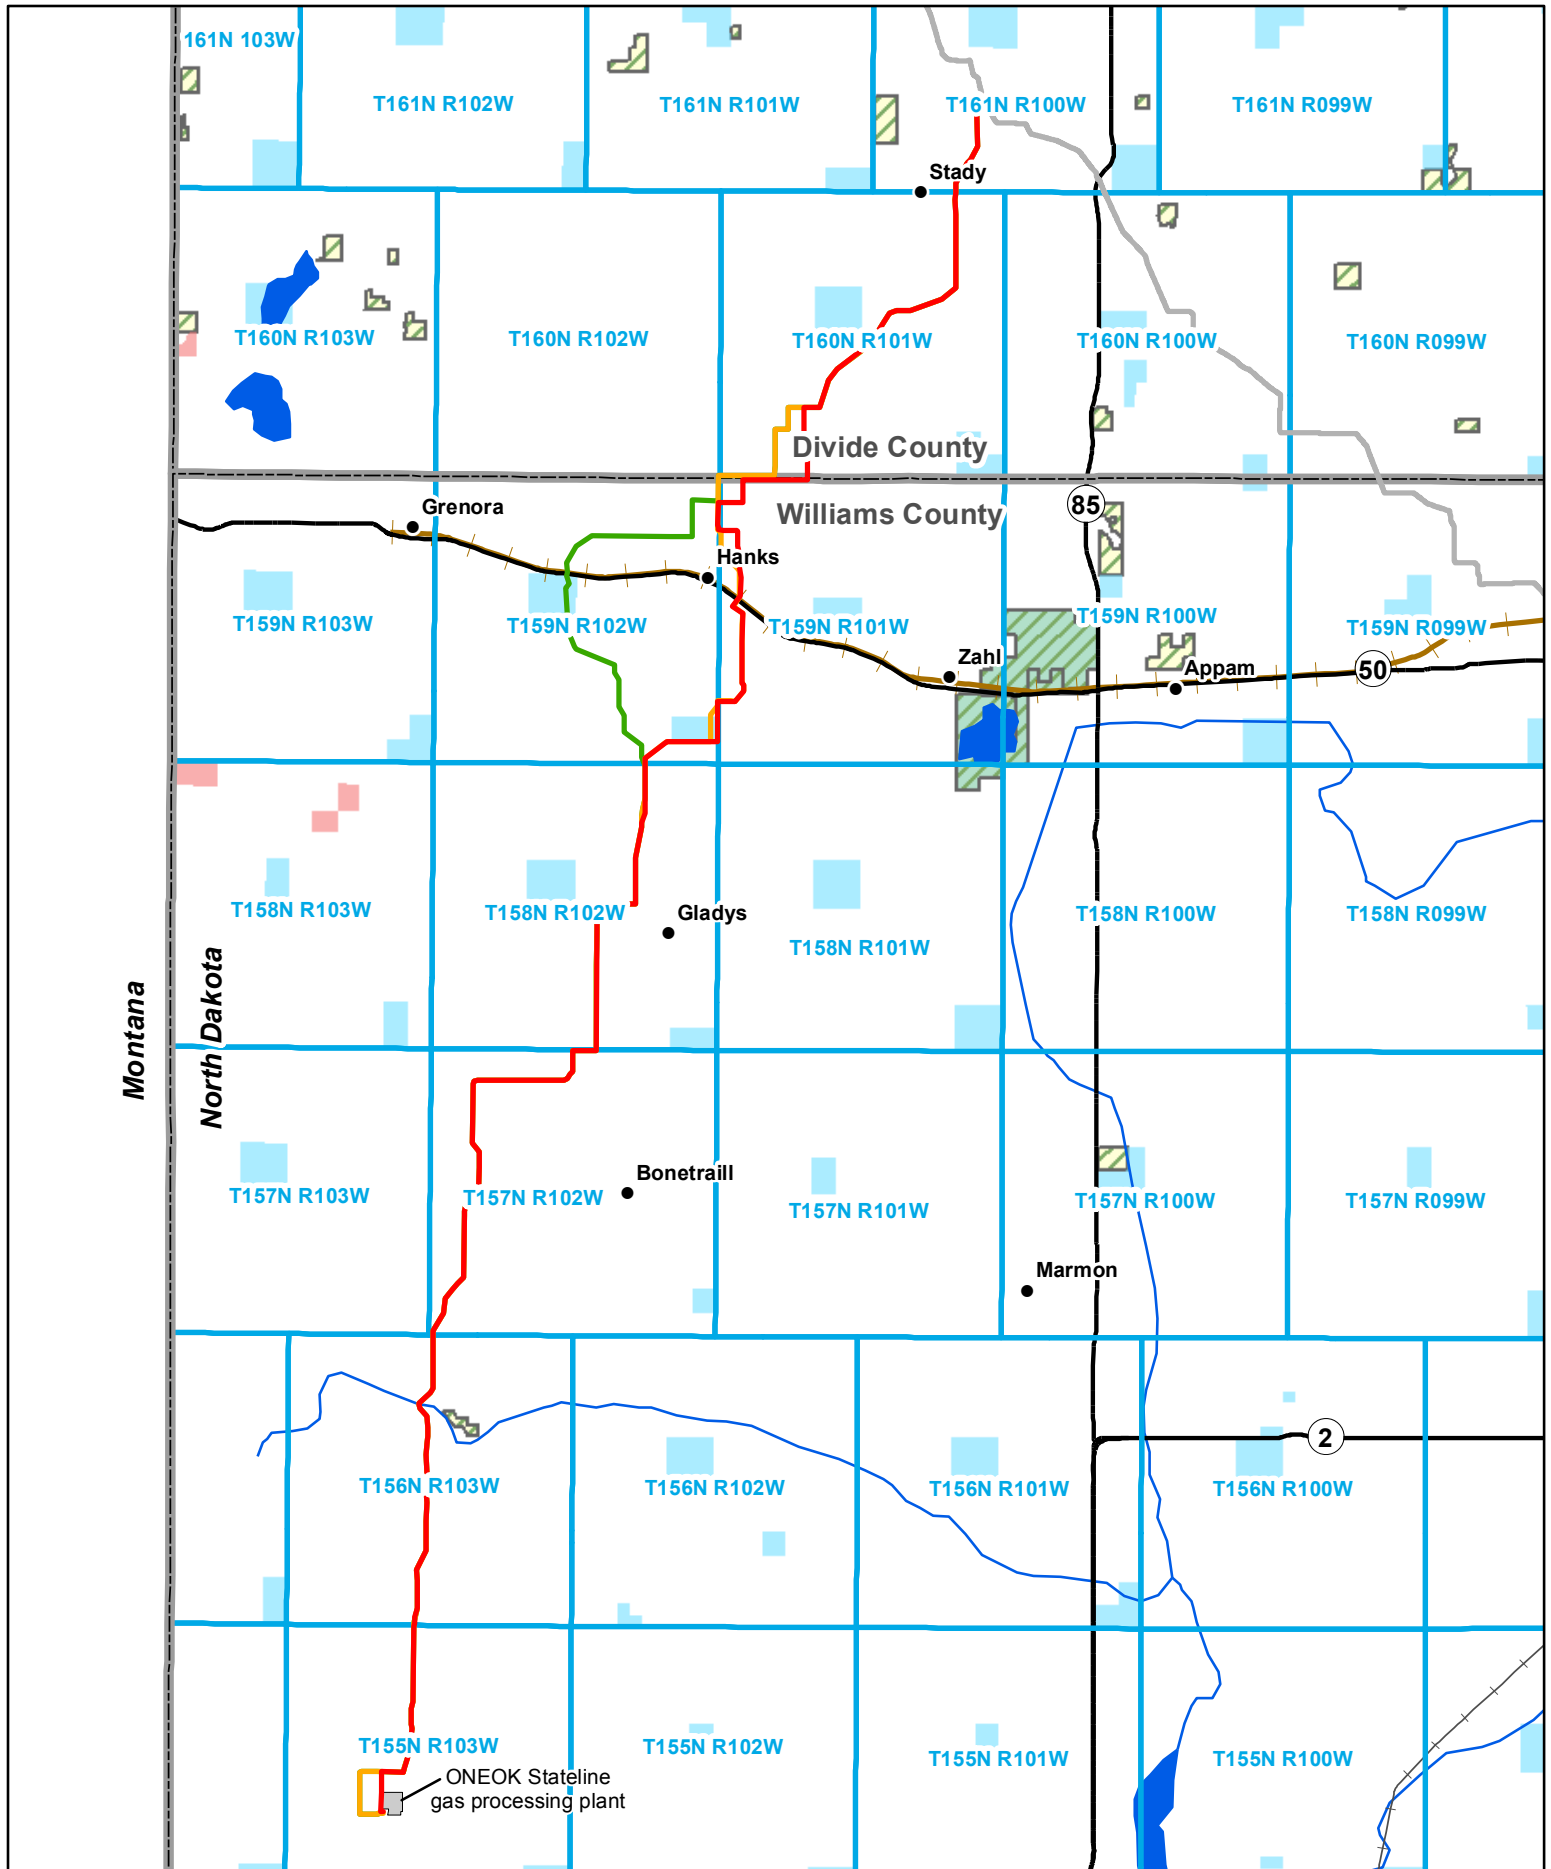 161N 103W
T161N R102W
T161N R101W
T161N R100W
T161N R099W
Stady
T160N R103W
T160N R102W
T160N R101W
T160N R100W
T160N R099W
Divide County
Williams County
85
Grenora
Hanks
T159N R103W
T159N R102W
T159N R101W
T159N R100W
T159N R099W
Zahl
Appam
50
T158N R103W
T158N R102W
Gladys
T158N R101W
T158N R100W
T158N R099W
Montana
North Dakota
Bonetraill
T157N R103W
T157N R102W
T157N R101W
T157N R100W
T157N R099W
Marmon
2
T156N R103W
T156N R102W
T156N R101W
T156N R100W
T155N R103W
T155N R102W
T155N R101W
T155N R100W
ONEOK Stateline
gas processing plant